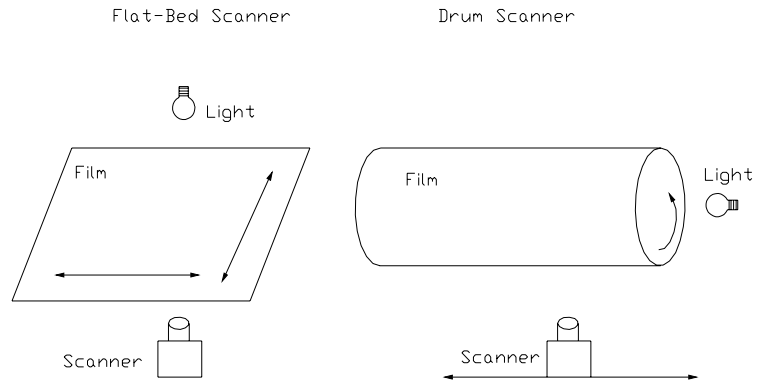 Flat-Bed Scanner
Light
Film
Scanner
Drum Scanner
Film
Light
Scanner